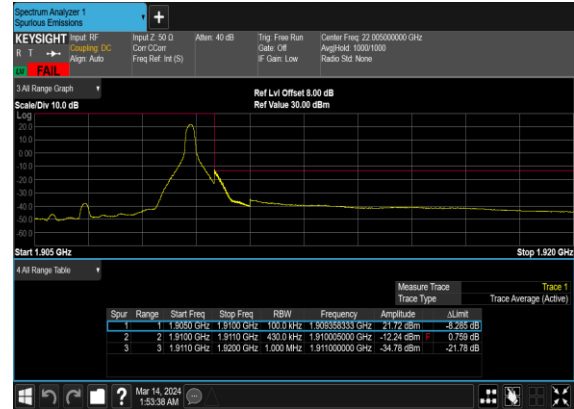 Spectrum Analyzer 1
Spurious Emissions
+
KEYSIGHT Input: RF Input Z: 50 Ω Atten: 40 dB Trig: Free Run Center Freq: 22.005000000 GHz
R T Coupling: DC Corr CCorr Gate: Off Avg|Hold: 1000/1000
Align: Auto Freq Ref: Int (S) IF Gain: Low Radio Std: None
FAIL
3 All Range Graph Ref Lvl Offset 8.00 dB
Scale/Div 10.0 dB Ref Value 30.00 dBm
Log
20.0
10.0
0.00
-10.0
-20.0
-30.0
-40.0
-50.0
-60.0
Start 1.905 GHz Stop 1.920 GHz
4 All Range Table
Measure Trace Trace 1
Trace Type Trace Average (Active)
Spur Range Start Freq Stop Freq RBW Frequency Amplitude ΔLimit
1 1 1.9050 GHz 1.9100 GHz 100.0 kHz 1.909358333 GHz 21.72 dBm -8.285 dB
2 2 1.9100 GHz 1.9110 GHz 430.0 kHz 1.910005000 GHz -12.24 dBm F 0.759 dB
3 3 1.9110 GHz 1.9200 GHz 1.000 MHz 1.911000000 GHz -34.78 dBm -21.78 dB
? Mar 14, 2024
1:53:38 AM